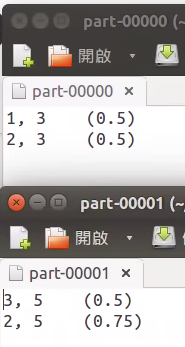 part-00000
開啟
part-00000 ×
1, 3    (0.5)
2, 3    (0.5)
part-00001 (~
開啟
part-00001 ×
3, 5    (0.5)
2, 5    (0.75)